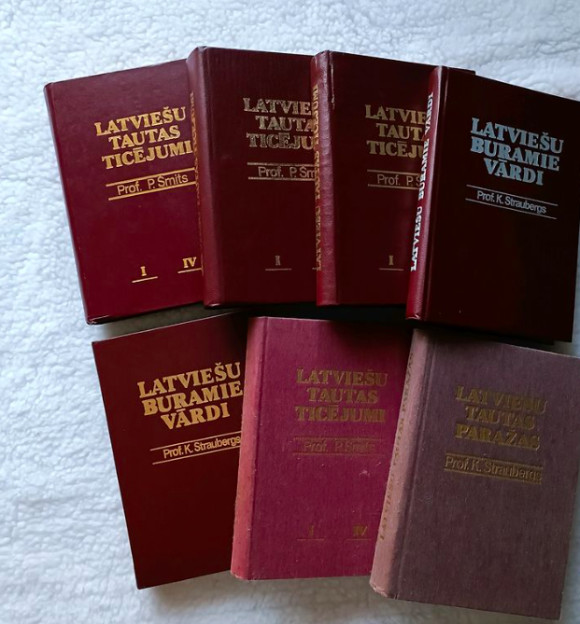 LATVIEŠU
TAUTAS
TICĒJUMI
Prof. P. Šmits
I IV
LATVIEŠU TAUTAS TICĒJUMI
Prof. P.
I
LATVIEŠU TAUTAS TICĒJUMI
Prof. P.
I
LATVIEŠU BURAMIE VĀRDI
LATVIEŠU
BURAMIE
VĀRDI
Prof. K. Straubergs
LATVIEŠU
BURAMIE
VĀRDI
Prof. K. Straubergs
LATVIEŠU
TAUTAS
TICĒJUMI
Prof. P. Šmits
I IV
LATVIEŠU
TAUTAS
PARAŽAS
Prof. K. Straubergs